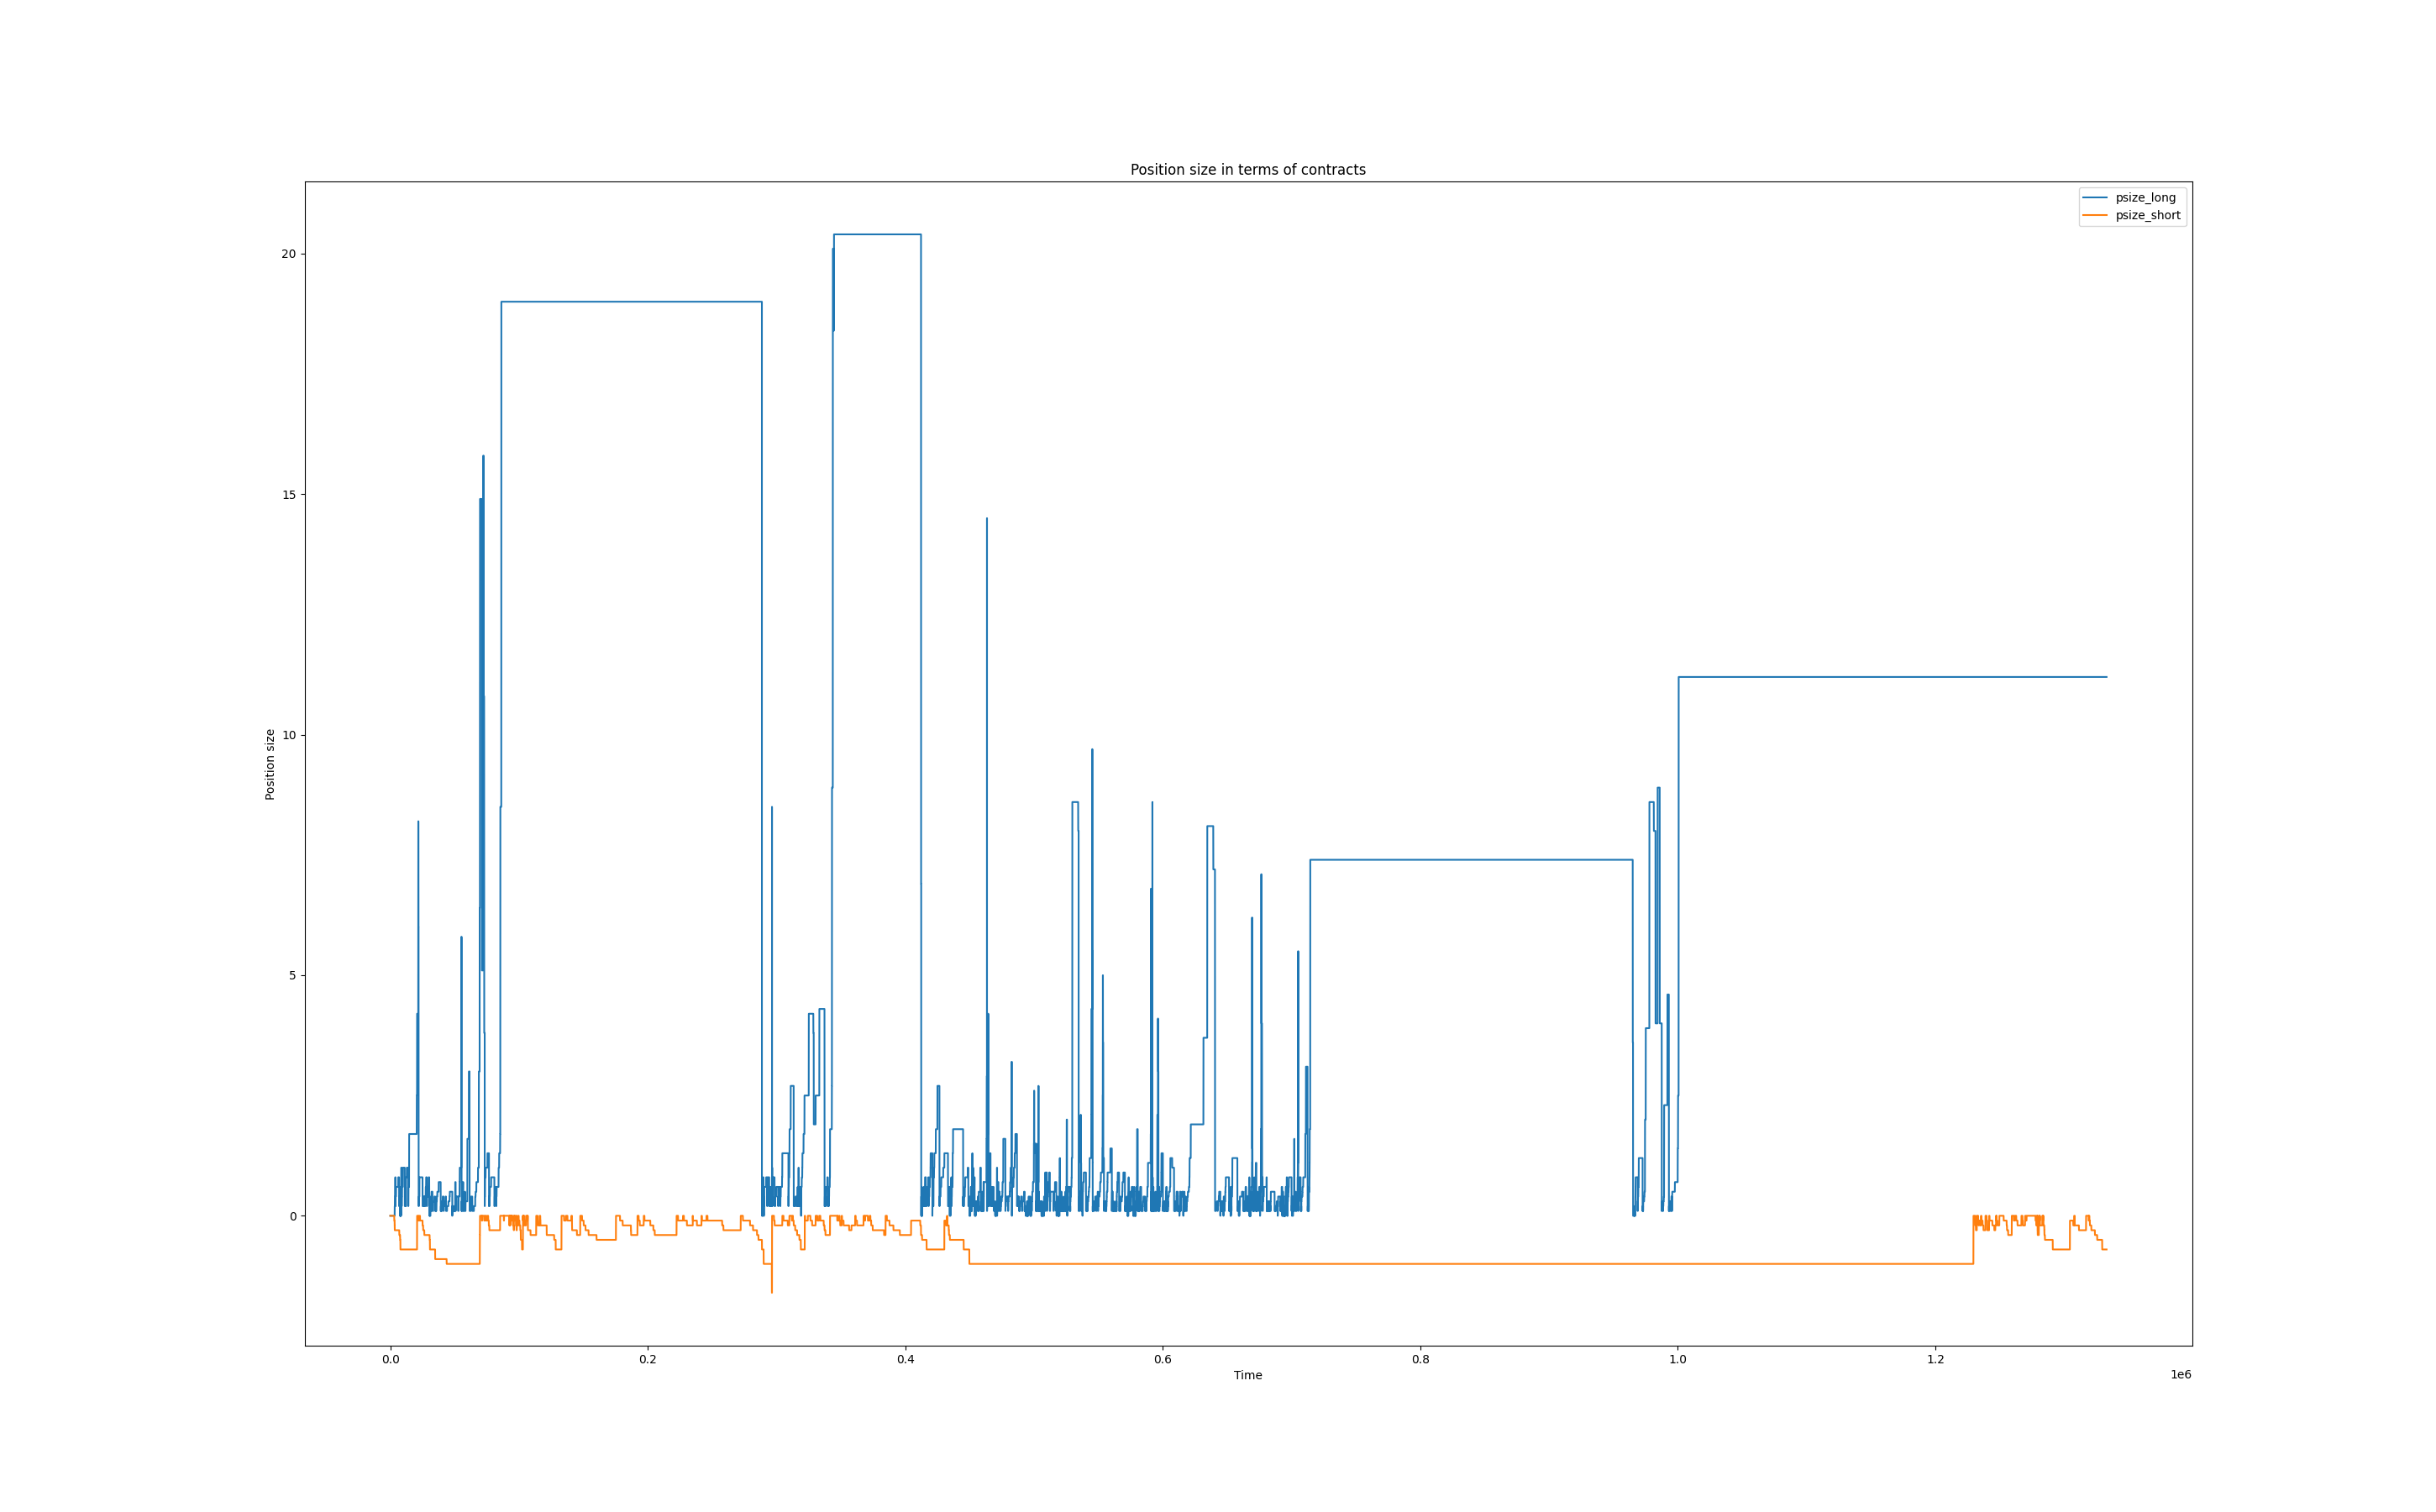 Position size in terms of contracts
psize_long
psize_short
Position size
20
15
10
5
0
0.0 0.2 0.4 0.6 0.8 1.0 1.2
Time
1e6